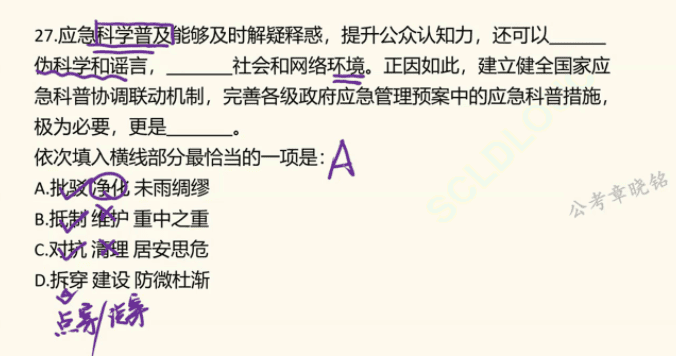 27.应急科学普及能够及时解疑释惑，提升公众认知力，还可以______
伪科学和谣言，_______社会和网络环境。正因如此，建立健全国家应
急科普协调联动机制，完善各级政府应急管理预案中的应急科普措施，
极为必要，更是_______。
依次填入横线部分最恰当的一项是：A
A.批驳 净化 未雨绸缪
B.抵制 维护 重中之重
公考章晓铭
C.对抗 清理 居安思危
D.拆穿 建设 防微杜渐
SCLDLO